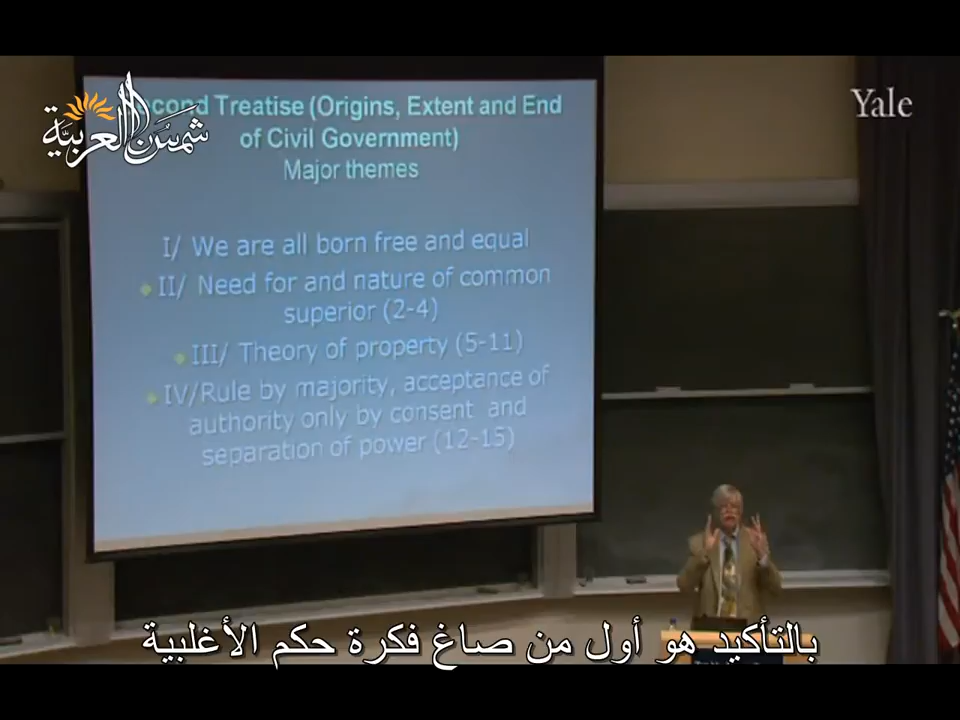 شمس العربية
Yale
cond Treatise (Origins, Extent and End
of Civil Government)
Major themes
I/ We are all born free and equal
II/ Need for and nature of common
superior (2-4)
III/ Theory of property (5-11)
IV/Rule by majority, acceptance of
authority only by consent and
separation of power (12-15)
بالتأكيد هو أول من صاغ فكرة حكم الأغلبية